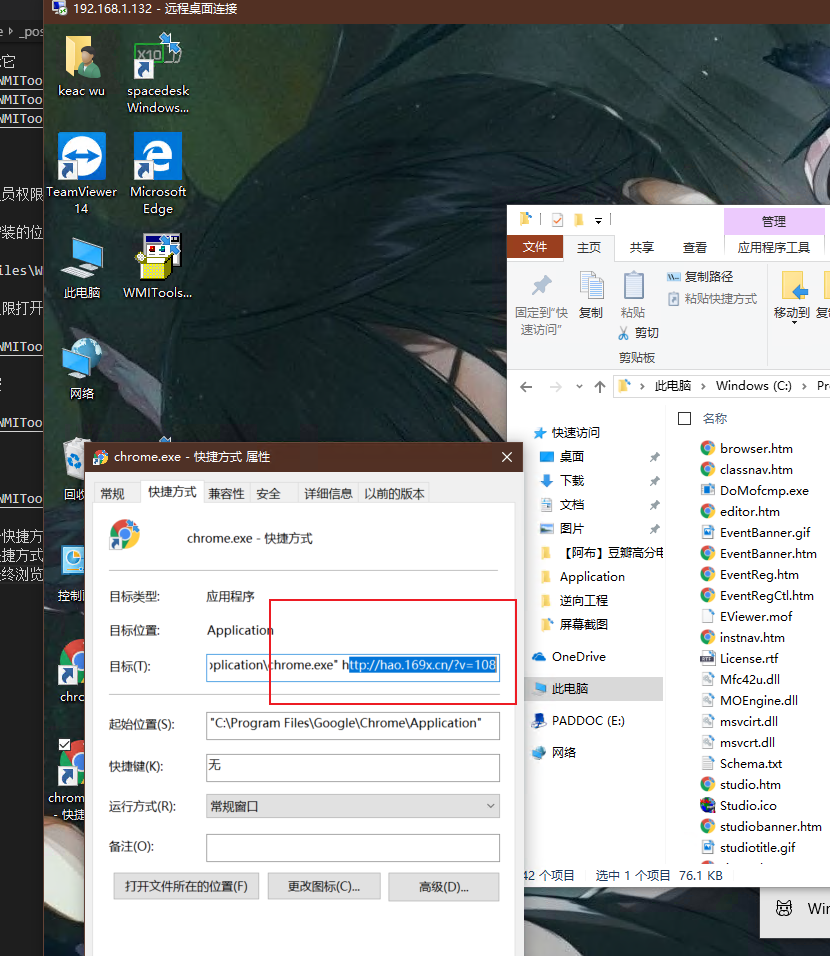 192.168.1.132 - 远程桌面连接
_pos
它
WMIToo
WMIToo
WMIToo
员权限
装的位
iles\W
限打开
WMIToo
WMIToo
WMIToo
快捷方
捷方式
终浏览
keac wu
spacedesk
Windows...
TeamViewer
14
Microsoft
Edge
此电脑
WMITools...
网络
回收
控制面
chro
chrom
- 快捷
管理
文件
主页
共享
查看
应用程序工具
固定到"快
速访问"
复制
粘贴
复制路径
粘贴快捷方式
剪切
剪贴板
移动到
复制
此电脑 › Windows (C:) › Pr
名称
快速访问
桌面
下载
文档
图片
【阿布】豆瓣高分电
Application
逆向工程
屏幕截图
OneDrive
此电脑
PADDOC (E:)
网络
browser.htm
classnav.htm
DoMofcmp.exe
editor.htm
EventBanner.gif
EventBanner.htm
EventReg.htm
EventRegCtl.htm
EViewer.mof
instnav.htm
License.rtf
Mfc42u.dll
MOEngine.dll
msvcirt.dll
msvcrt.dll
Schema.txt
studio.htm
Studio.ico
studiobanner.htm
studiotitle.gif
42 个项目
选中 1 个项目 76.1 KB
Win
chrome.exe - 快捷方式 属性
常规
快捷方式
兼容性
安全
详细信息
以前的版本
chrome.exe - 快捷方式
目标类型:
应用程序
目标位置:
Application
目标(T):
plication\chrome.exe" http://hao.169x.cn/?v=108
起始位置(S):
"C:\Program Files\Google\Chrome\Application"
快捷键(K):
无
运行方式(R):
常规窗口
备注(O):
打开文件所在的位置(F)
更改图标(C)...
高级(D)...